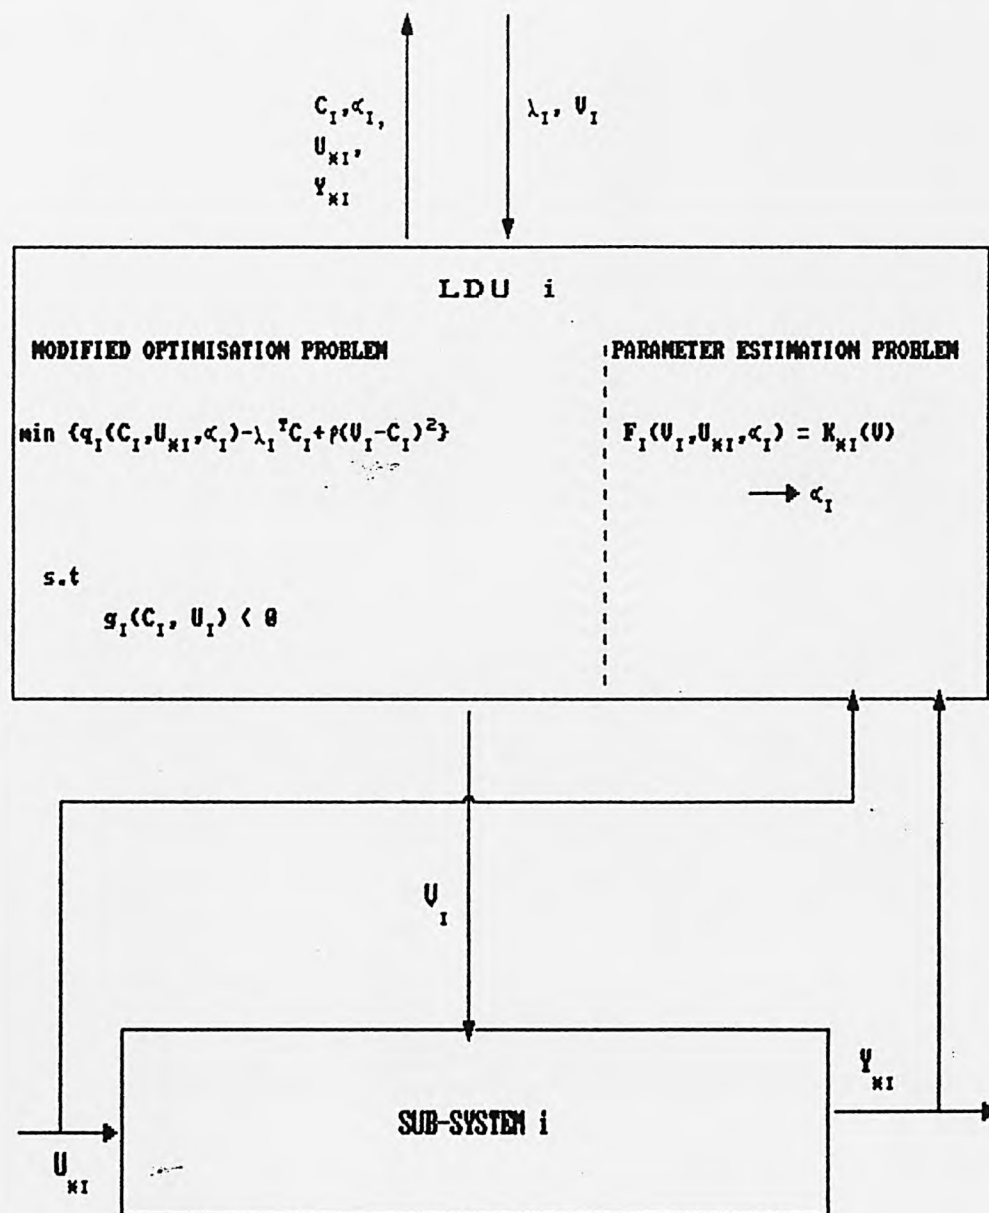 C_I,α_I,
U_*I,
Y_*I
λ_I, V_I
LDU i
MODIFIED OPTIMISATION PROBLEM
min {q_I(C_I,U_*I,α_I)-λ_I^T C_I+ρ(V_I-C_I)^2}
s.t
g_I(C_I, U_I) < 0
PARAMETER ESTIMATION PROBLEM
F_I(V_I,U_*I,α_I) = K_*I(V)
→ α_I
V_I
SUB-SYSTEM i
U_*I
Y_*I